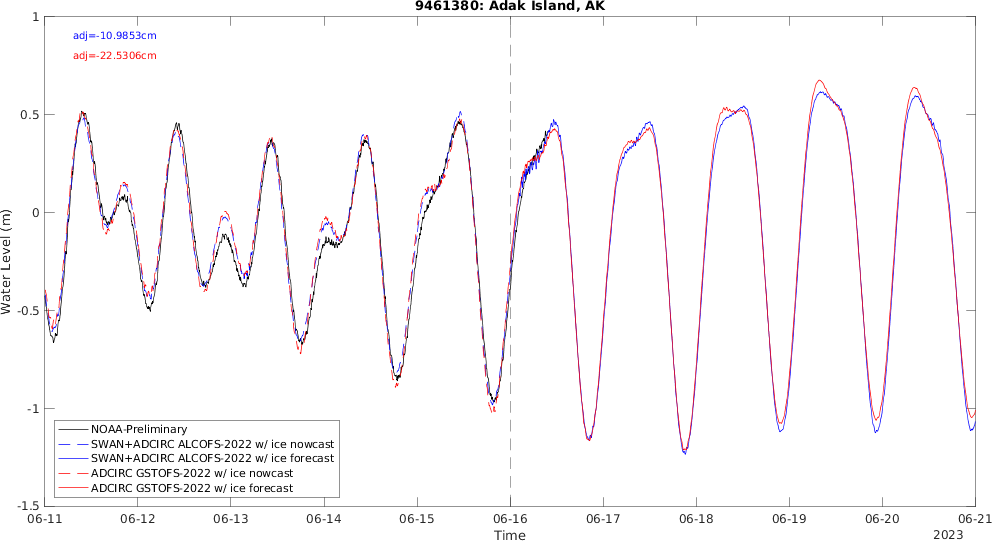 9461380: Adak Island, AK
adj=-10.9853cm
adj=-22.5306cm
Water Level (m)
1
0.5
0
-0.5
-1
-1.5
NOAA-Preliminary
SWAN+ADCIRC ALCOFS-2022 w/ ice nowcast
SWAN+ADCIRC ALCOFS-2022 w/ ice forecast
ADCIRC GSTOFS-2022 w/ ice nowcast
ADCIRC GSTOFS-2022 w/ ice forecast
06-11 06-12 06-13 06-14 06-15 06-16 06-17 06-18 06-19 06-20 06-21
Time
2023